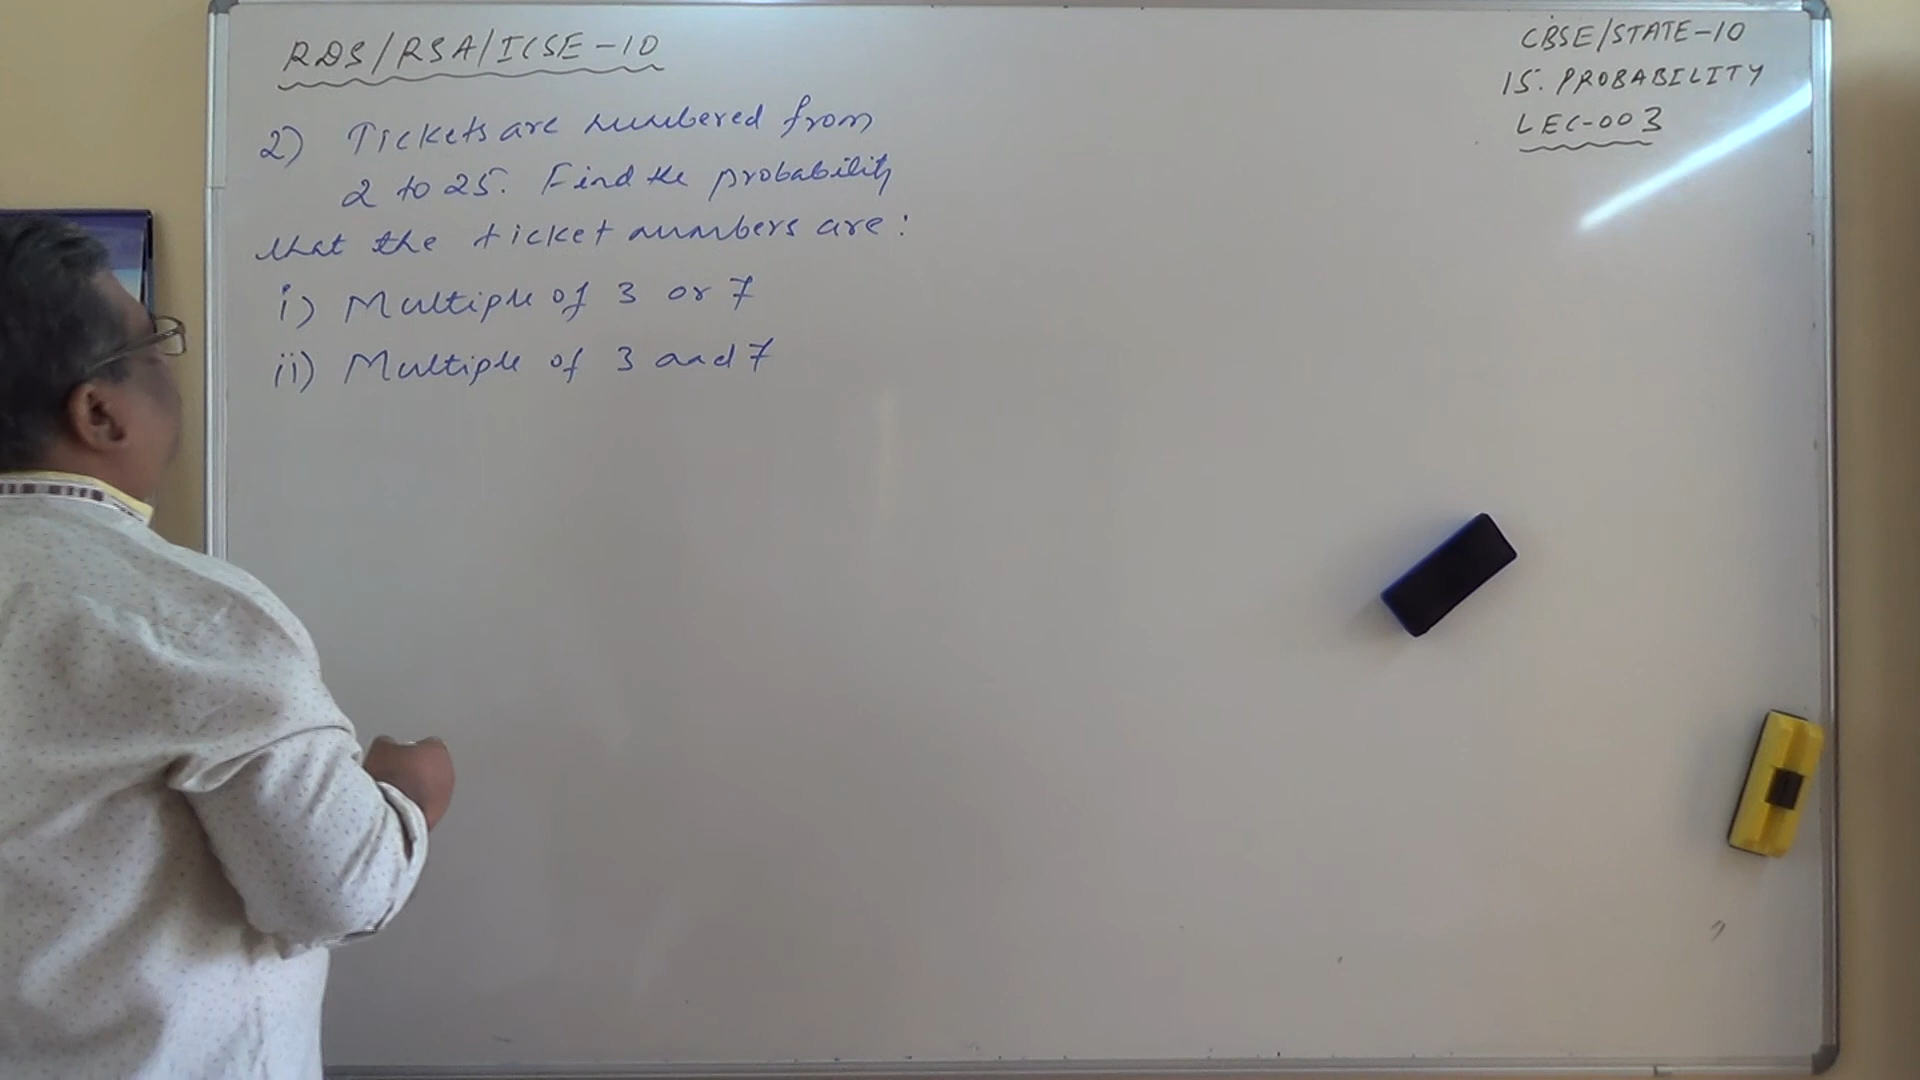 RDS/RSA/ICSE-10
CBSE/STATE-10
15. PROBABILITY
LEC-003
2) Tickets are numbered from
2 to 25. Find the probability
that the ticket numbers are:
i) Multiple of 3 or 7
ii) Multiple of 3 and 7